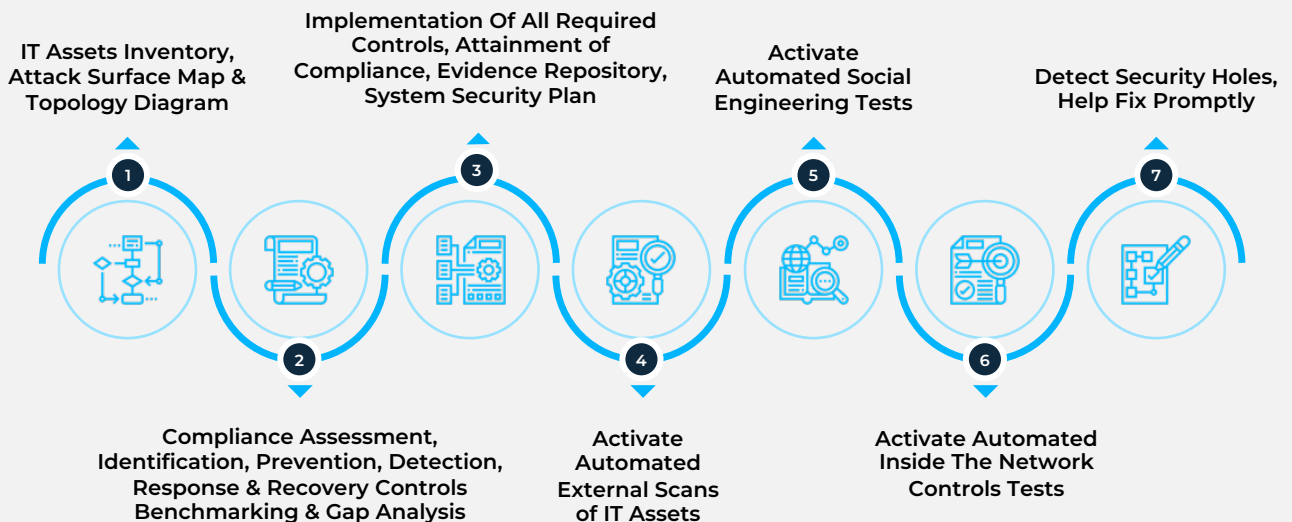 IT Assets Inventory,
Attack Surface Map &
Topology Diagram
1
2
Compliance Assessment,
Identification, Prevention, Detection,
Response & Recovery Controls
Benchmarking & Gap Analysis
Implementation Of All Required
Controls, Attainment of
Compliance, Evidence Repository,
System Security Plan
3
4
Activate
Automated
External Scans
of IT Assets
Activate
Automated Social
Engineering Tests
5
6
Activate Automated
Inside The Network
Controls Tests
Detect Security Holes,
Help Fix Promptly
7